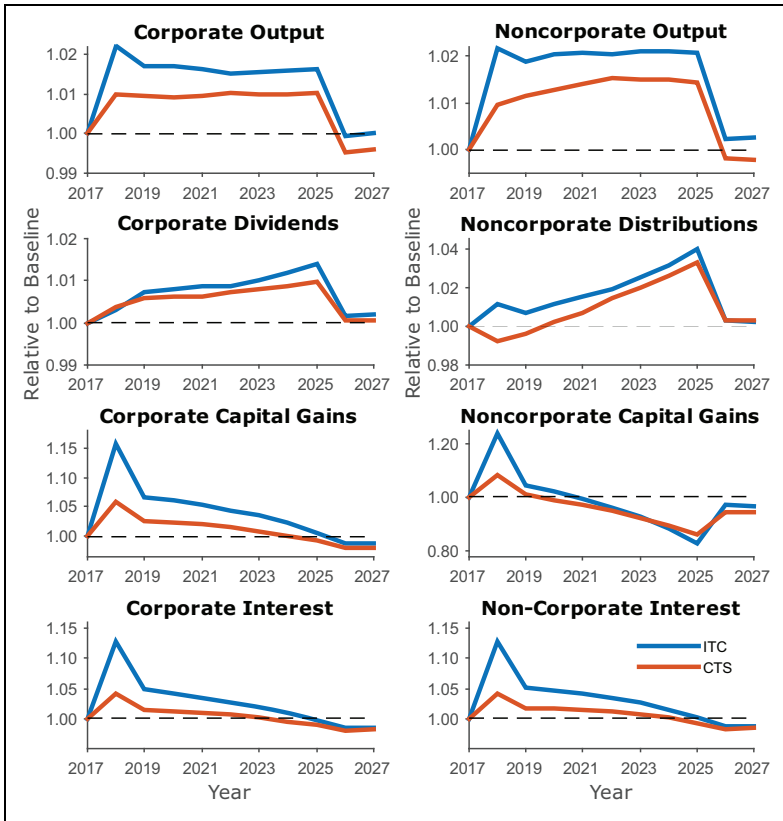 Corporate Output
1.02
1.01
1.00
0.99
2017 2019 2021 2023 2025 2027
Noncorporate Output
1.02
1.01
1.00
2017 2019 2021 2023 2025 2027
Relative to Baseline
Corporate Dividends
1.02
1.01
1.00
0.99
2017 2019 2021 2023 2025 2027
Relative to Baseline
Noncorporate Distributions
1.04
1.02
1.00
0.98
2017 2019 2021 2023 2025 2027
Corporate Capital Gains
1.15
1.10
1.05
1.00
2017 2019 2021 2023 2025 2027
Noncorporate Capital Gains
1.20
1.00
0.80
2017 2019 2021 2023 2025 2027
Corporate Interest
1.15
1.10
1.05
1.00
2017 2019 2021 2023 2025 2027
Year
Non-Corporate Interest
1.15
1.10
1.05
1.00
ITC
CTS
2017 2019 2021 2023 2025 2027
Year